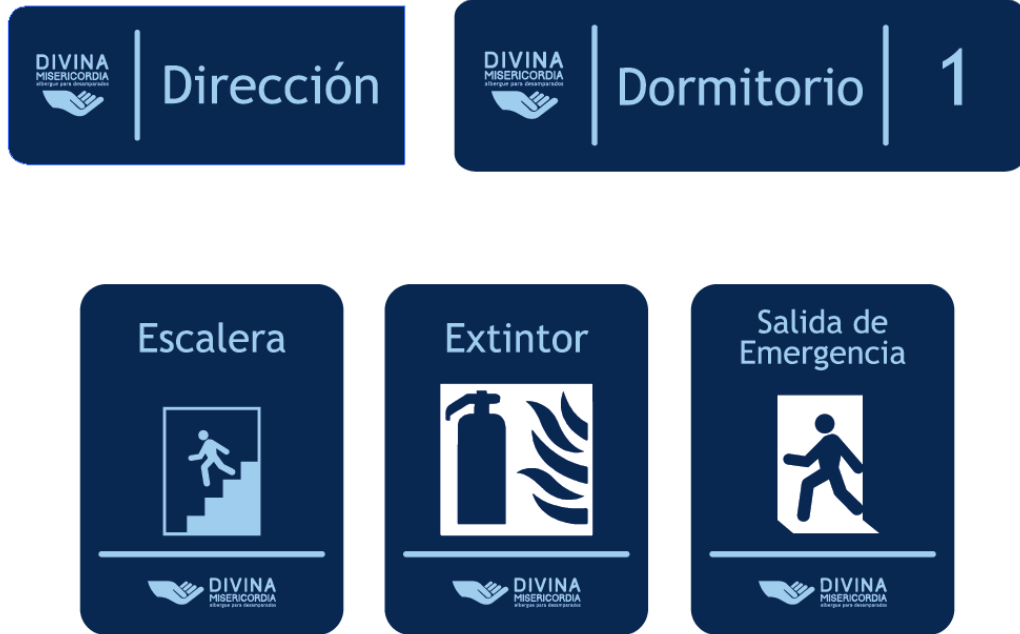 DIVINA
MISERICORDIA
albergue para desamparados
Dirección
DIVINA
MISERICORDIA
albergue para desamparados
Dormitorio
1
Escalera
DIVINA
MISERICORDIA
albergue para desamparados
Extintor
DIVINA
MISERICORDIA
albergue para desamparados
Salida de
Emergencia
DIVINA
MISERICORDIA
albergue para desamparados